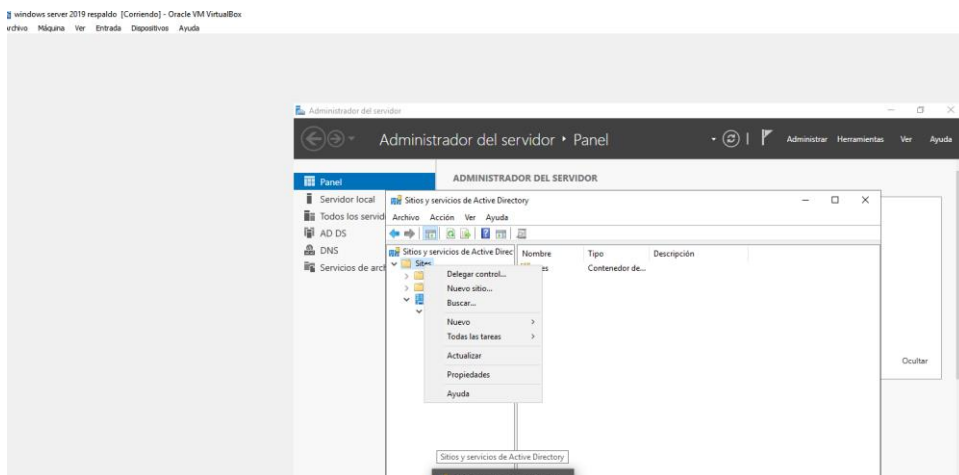 windows server 2019 respaldo [Corriendo] - Oracle VM VirtualBox
Archivo Máquina Ver Entrada Dispositivos Ayuda
Administrador del servidor
Administrador del servidor ‣ Panel
Administrar Herramientas Ver Ayuda
Panel
ADMINISTRADOR DEL SERVIDOR
Servidor local
Todos los servid
AD DS
DNS
Servicios de arch
Sitios y servicios de Active Directory
Archivo Acción Ver Ayuda
Sitios y servicios de Active Direc
Nombre Tipo Descripción
Sites
es Contenedor de...
Delegar control...
Nuevo sitio...
Buscar...
Nuevo
Todas las tareas
Actualizar
Propiedades
Ayuda
Ocultar
Sitios y servicios de Active Directory